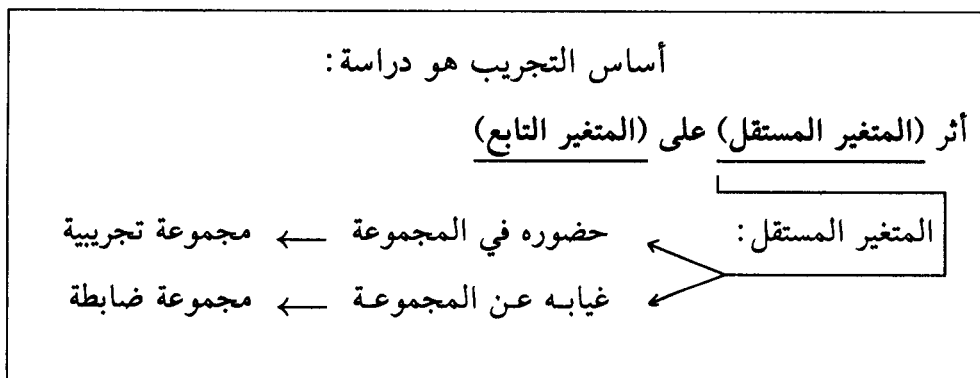 أساس التجريب هو دراسة:
أثر (المتغير المستقل) على (المتغير التابع)
المتغير المستقل: حضوره في المجموعة ← مجموعة تجريبية
غيابه عن المجموعة ← مجموعة ضابطة